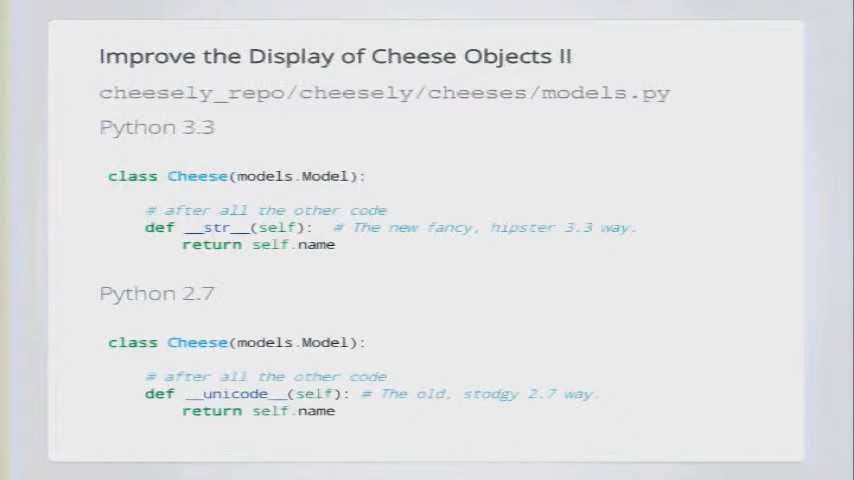 Improve the Display of Cheese Objects II
cheesely_repo/cheesely/cheeses/models.py
Python 3.3
class Cheese(models.Model):
# after all the other code
def __str__(self):  # The new fancy, hipster 3.3 way.
return self.name
Python 2.7
class Cheese(models.Model):
# after all the other code
def __unicode__(self): # The old, stodgy 2.7 way.
return self.name